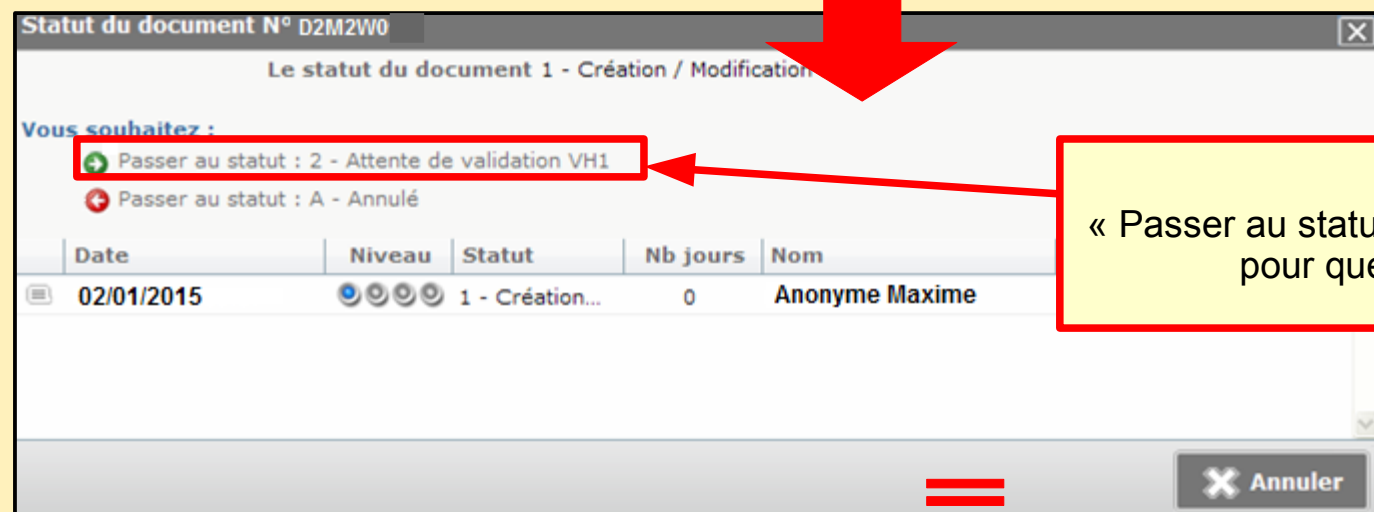 Statut du document N° D2M2W0
Le statut du document 1 - Création / Modification
Vous souhaitez :
Passer au statut : 2 - Attente de validation VH1
Passer au statut : A - Annulé
« Passer au statu
pour que
Date Niveau Statut Nb jours Nom
02/01/2015 1 - Création... 0 Anonyme Maxime
Annuler